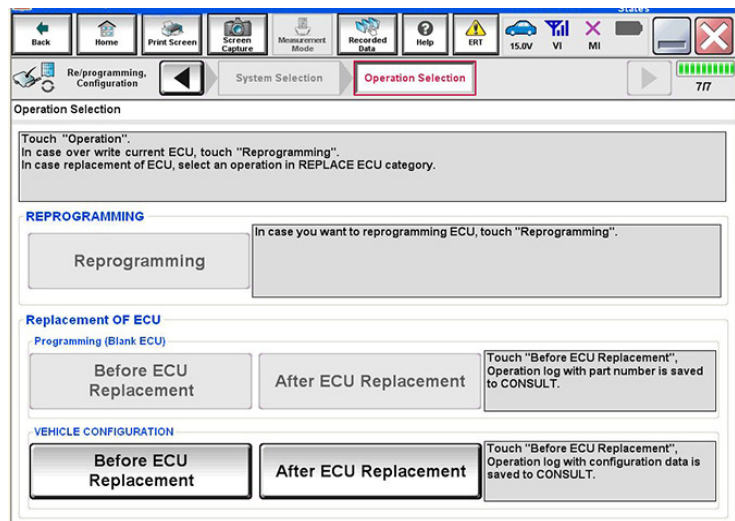 States
Back
Home
Print Screen
Screen
Capture
Measurement
Mode
Recorded
Data
Help
ERT
15.0V
VI
MI
Re/programming,
Configuration
System Selection
Operation Selection
7/7
Operation Selection
Touch "Operation".
In case over write current ECU, touch "Reprogramming".
In case replacement of ECU, select an operation in REPLACE ECU category.
REPROGRAMMING
Reprogramming
In case you want to reprogramming ECU, touch "Reprogramming".
Replacement OF ECU
Programming (Blank ECU)
Before ECU
Replacement
After ECU Replacement
Touch "Before ECU Replacement",
Operation log with part number is saved
to CONSULT.
VEHICLE CONFIGURATION
Before ECU
Replacement
After ECU Replacement
Touch "Before ECU Replacement",
Operation log with configuration data is
saved to CONSULT.